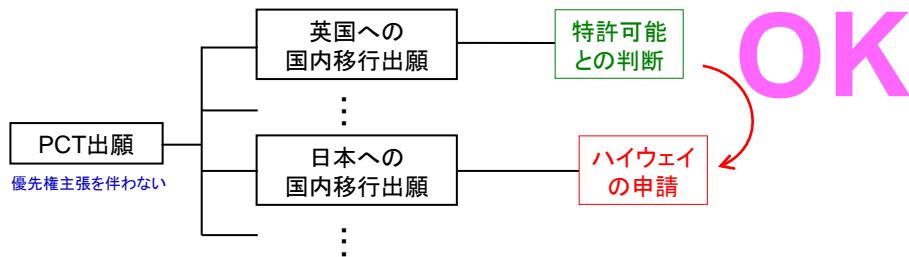 英国への
国内移行出願
特許可能
との判断
OK
…
PCT出願
優先権主張を伴わない
日本への
国内移行出願
ハイウェイ
の申請
…